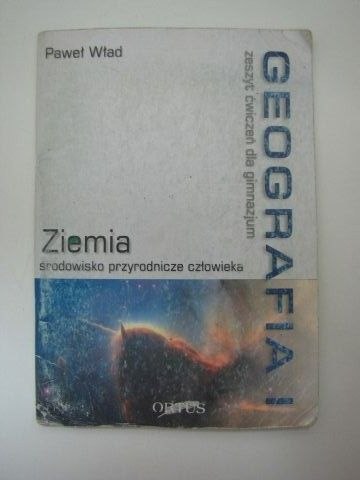 Paweł Wład
GEOGRAFIA I
zeszyt ćwiczeń dla gimnazjum
Ziemia
środowisko przyrodnicze człowieka
ORTUS